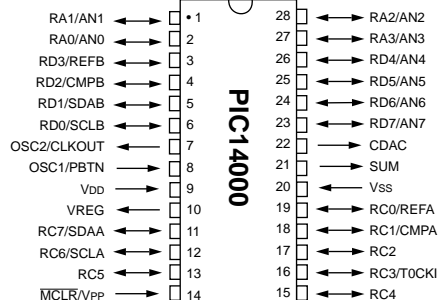 RA1/AN1 • 1 28 RA2/AN2
RA0/AN0 2 27 RA3/AN3
RD3/REFB 3 26 RD4/AN4
RD2/CMPB 4 25 RD5/AN5
RD1/SDAB 5 24 RD6/AN6
RD0/SCLB 6 23 RD7/AN7
OSC2/CLKOUT 7 22 CDAC
OSC1/PBTN 8 21 SUM
VDD 9 20 VSS
VREG 10 19 RC0/REFA
RC7/SDAA 11 18 RC1/CMPA
RC6/SCLA 12 17 RC2
RC5 13 16 RC3/T0CKI
MCLR/VPP 14 15 RC4
PIC14000